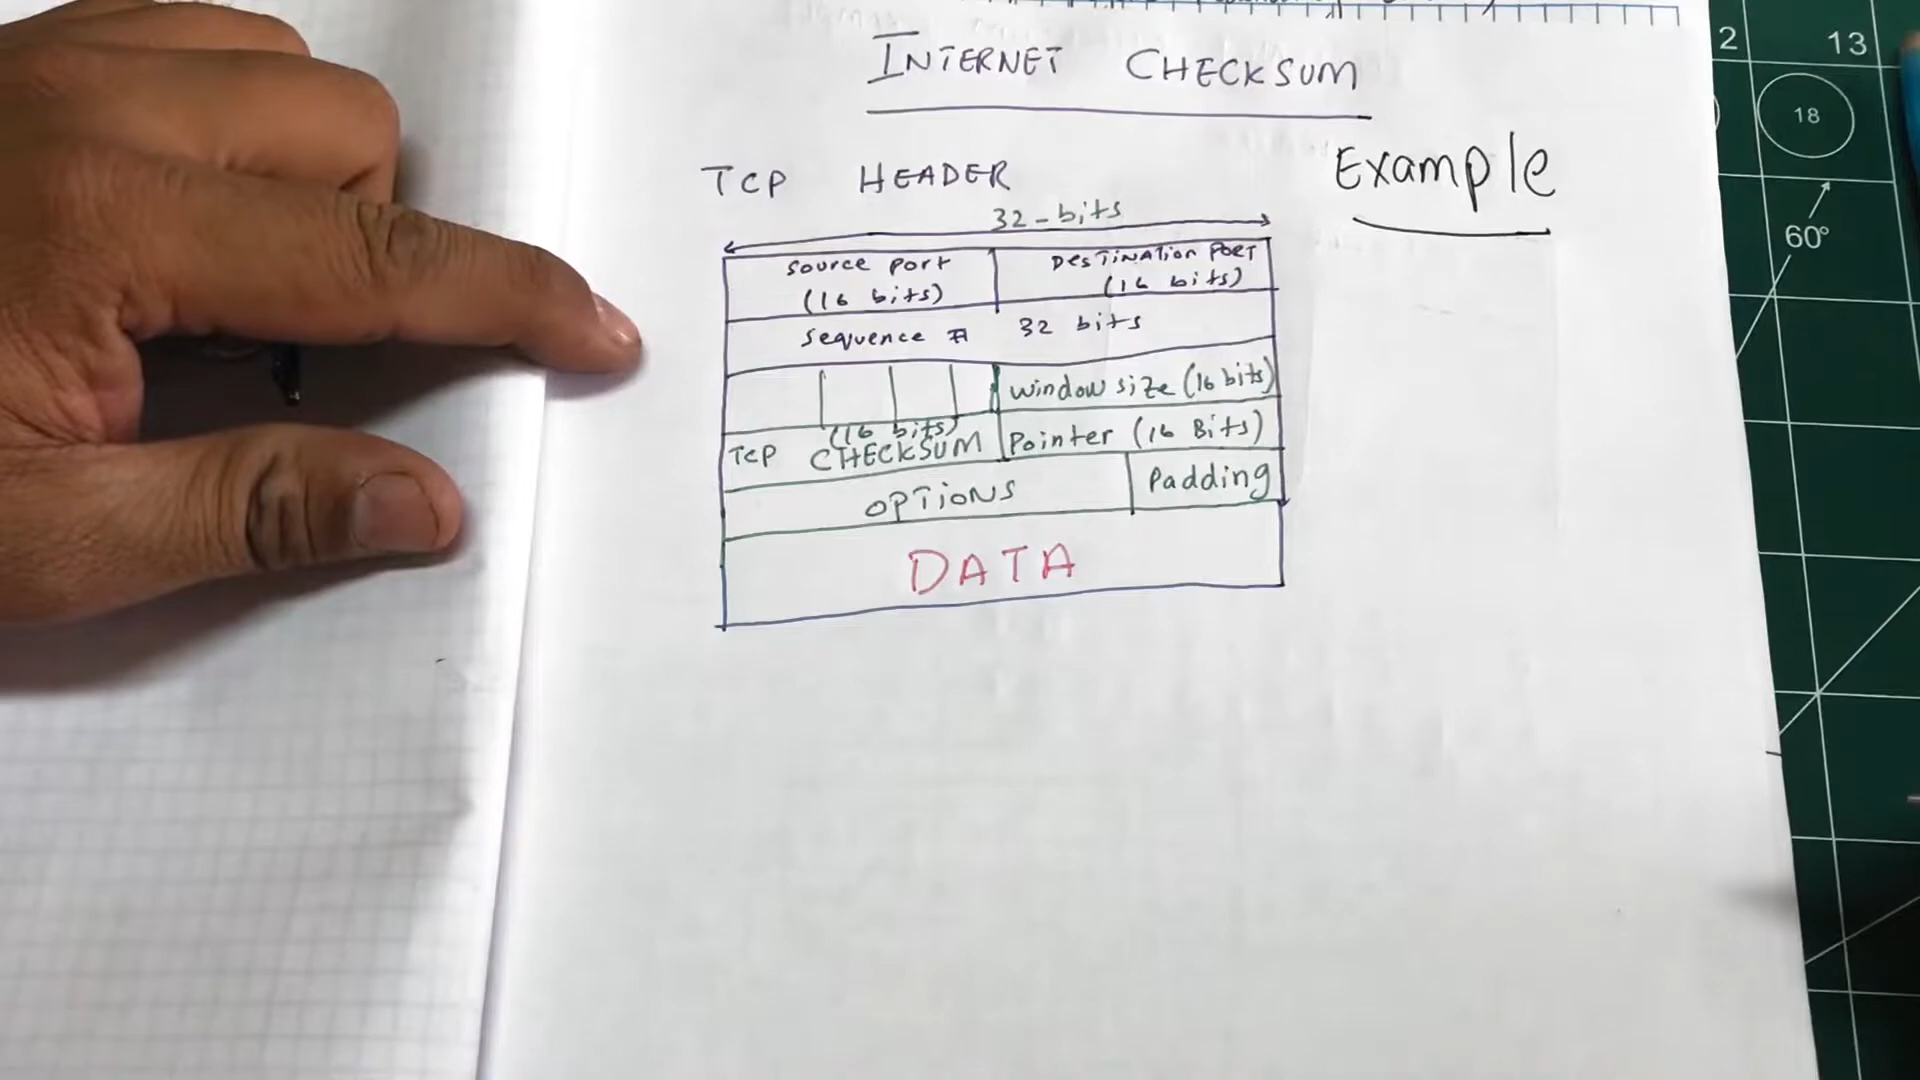 INTERNET CHECKSUM
TCP HEADER
Example
32-bits
Source Port
(16 bits)
DESTINATION PORT
(16 bits)
Sequence # 32 bits
Window size (16 bits)
(16 bits)
TCP CHECKSUM
Pointer (16 Bits)
OPTIONS
Padding
DATA
2
13
18
60°